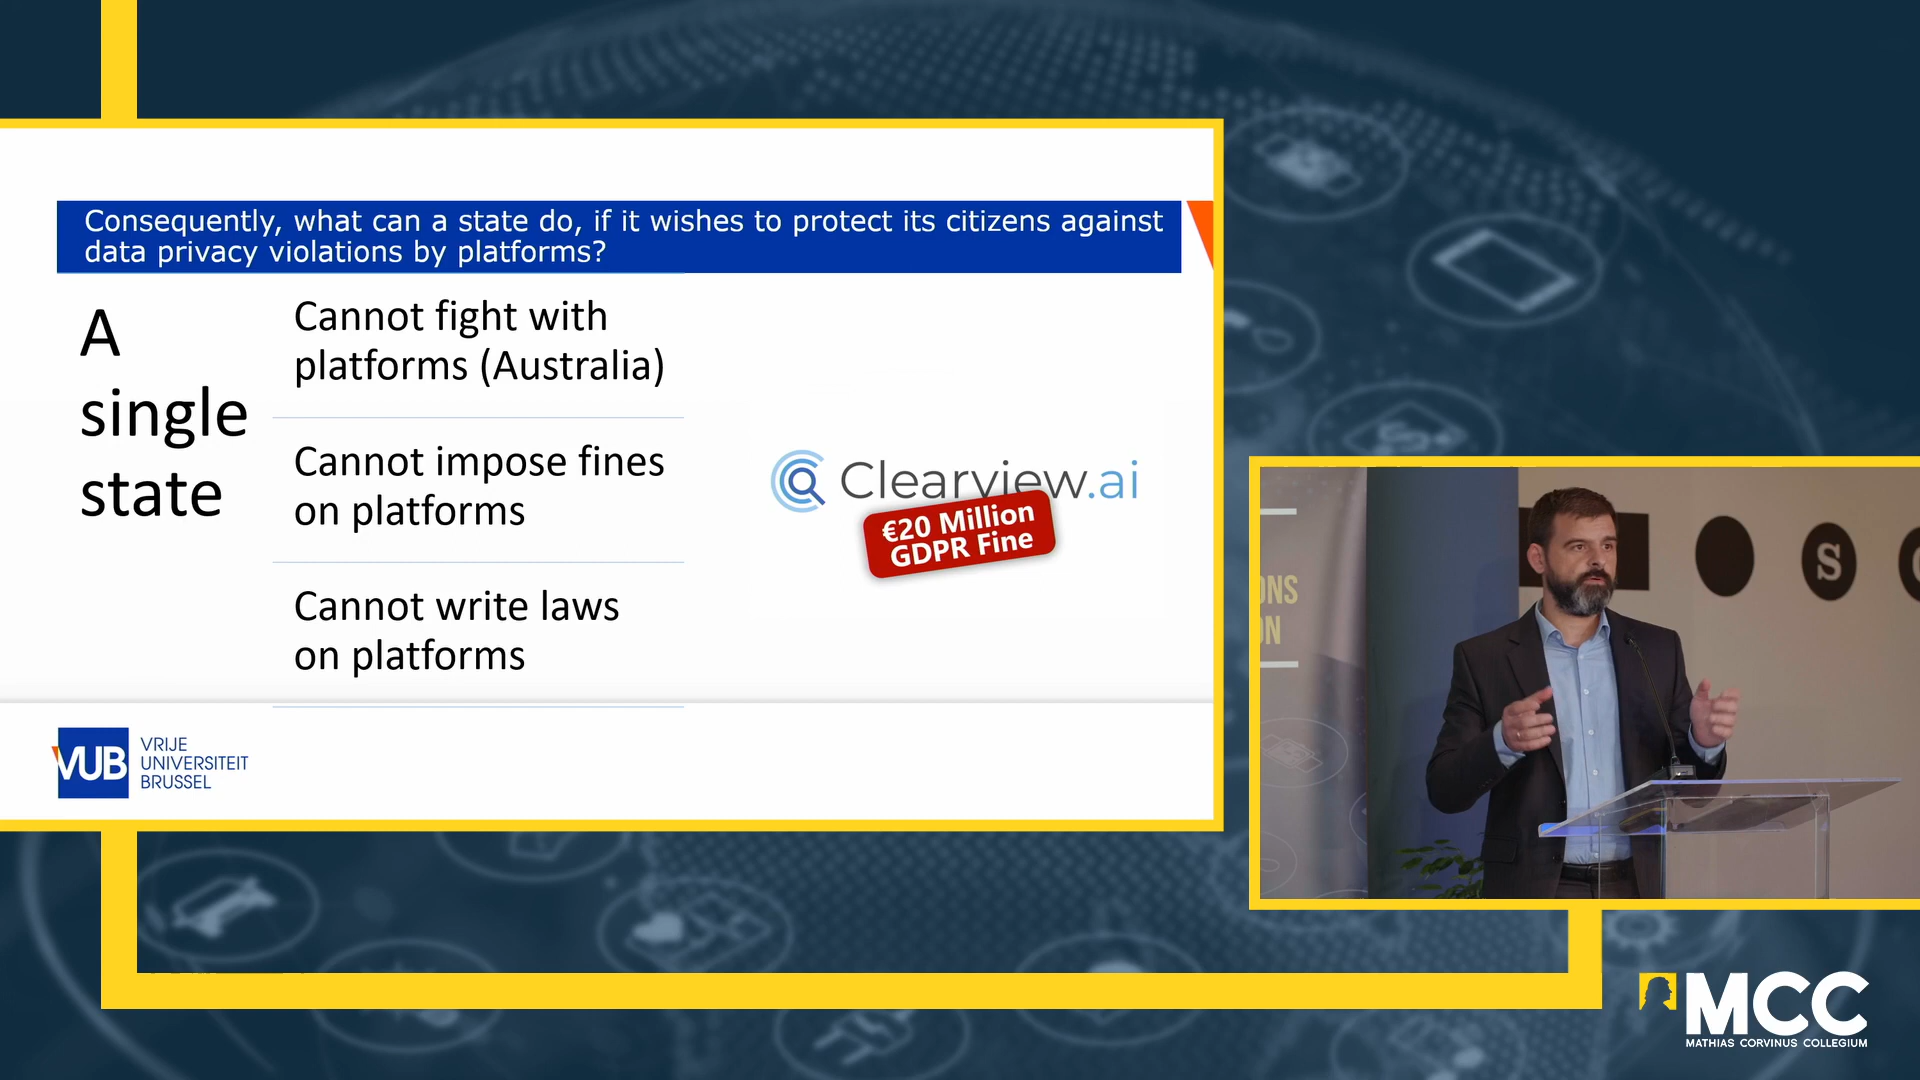 Consequently, what can a state do, if it wishes to protect its citizens against
data privacy violations by platforms?
A
single
state
Cannot fight with
platforms (Australia)
Cannot impose fines
on platforms
Cannot write laws
on platforms
Clearview.ai
€20 Million
GDPR Fine
VUB
VRIJE
UNIVERSITEIT
BRUSSEL
S
MCC
MATHIAS CORVINUS COLLEGIUM